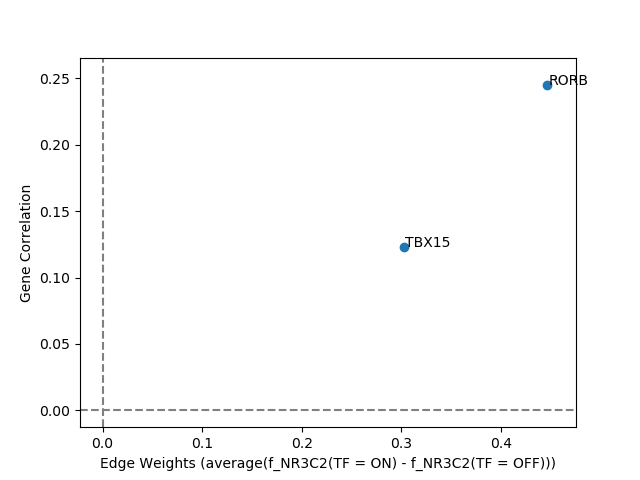 0.25
0.20
0.15
0.10
0.05
0.00
Gene Correlation
RORB
TBX15
0.0 0.1 0.2 0.3 0.4
Edge Weights (average(f_NR3C2(TF = ON) - f_NR3C2(TF = OFF)))